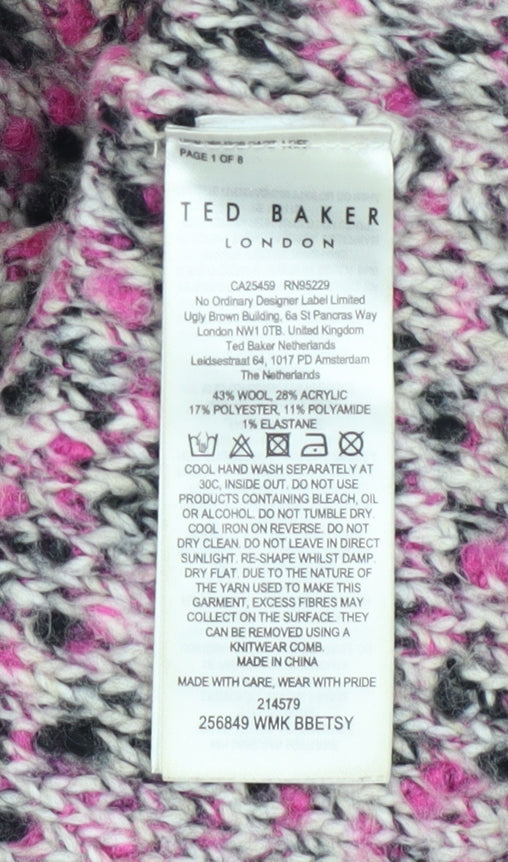 PAGE 1 OF 8
TED BAKER
LONDON
CA25459 RN95229
No Ordinary Designer Label Limited
Ugly Brown Building, 6a St Pancras Way
London NW1 0TB. United Kingdom
Ted Baker Netherlands
Leidsestraat 64, 1017 PD Amsterdam
The Netherlands
43% WOOL, 28% ACRYLIC
17% POLYESTER, 11% POLYAMIDE
1% ELASTANE
COOL HAND WASH SEPARATELY AT
30C, INSIDE OUT. DO NOT USE
PRODUCTS CONTAINING BLEACH, OIL
OR ALCOHOL. DO NOT TUMBLE DRY.
COOL IRON ON REVERSE. DO NOT
DRY CLEAN. DO NOT LEAVE IN DIRECT
SUNLIGHT. RE-SHAPE WHILST DAMP.
DRY FLAT. DUE TO THE NATURE OF
THE YARN USED TO MAKE THIS
GARMENT, EXCESS FIBRES MAY
COLLECT ON THE SURFACE. THEY
CAN BE REMOVED USING A
KNITWEAR COMB.
MADE IN CHINA
MADE WITH CARE, WEAR WITH PRIDE
214579
256849 WMK BBETSY